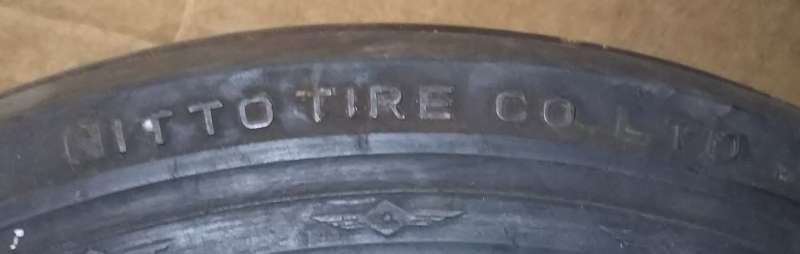 NITTO TIRE CO. LTD.